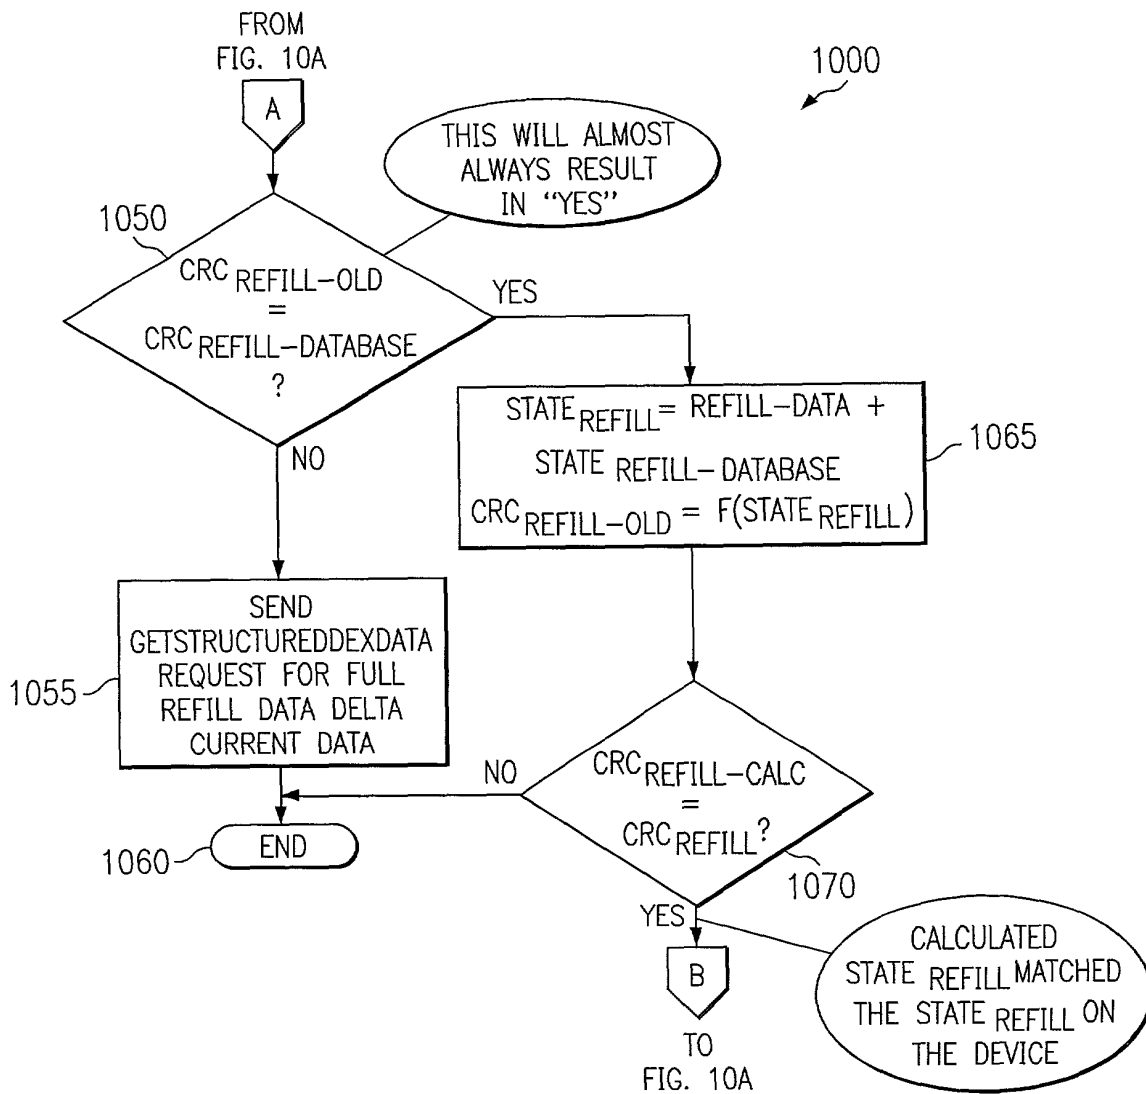 FROM
FIG. 10A
A
1000
THIS WILL ALMOST
ALWAYS RESULT
IN “YES”
1050
CRC REFILL-OLD
=
CRC REFILL-DATABASE
?
YES
NO
STATE REFILL = REFILL-DATA +
STATE REFILL-DATABASE
CRC REFILL-OLD = F(STATE REFILL)
1065
SEND
GETSTRUCTUREDDEXDATA
REQUEST FOR FULL
REFILL DATA DELTA
CURRENT DATA
1055
NO
CRC REFILL-CALC
=
CRC REFILL?
1070
END
1060
YES
B
TO
FIG. 10A
CALCULATED
STATE REFILL MATCHED
THE STATE REFILL ON
THE DEVICE